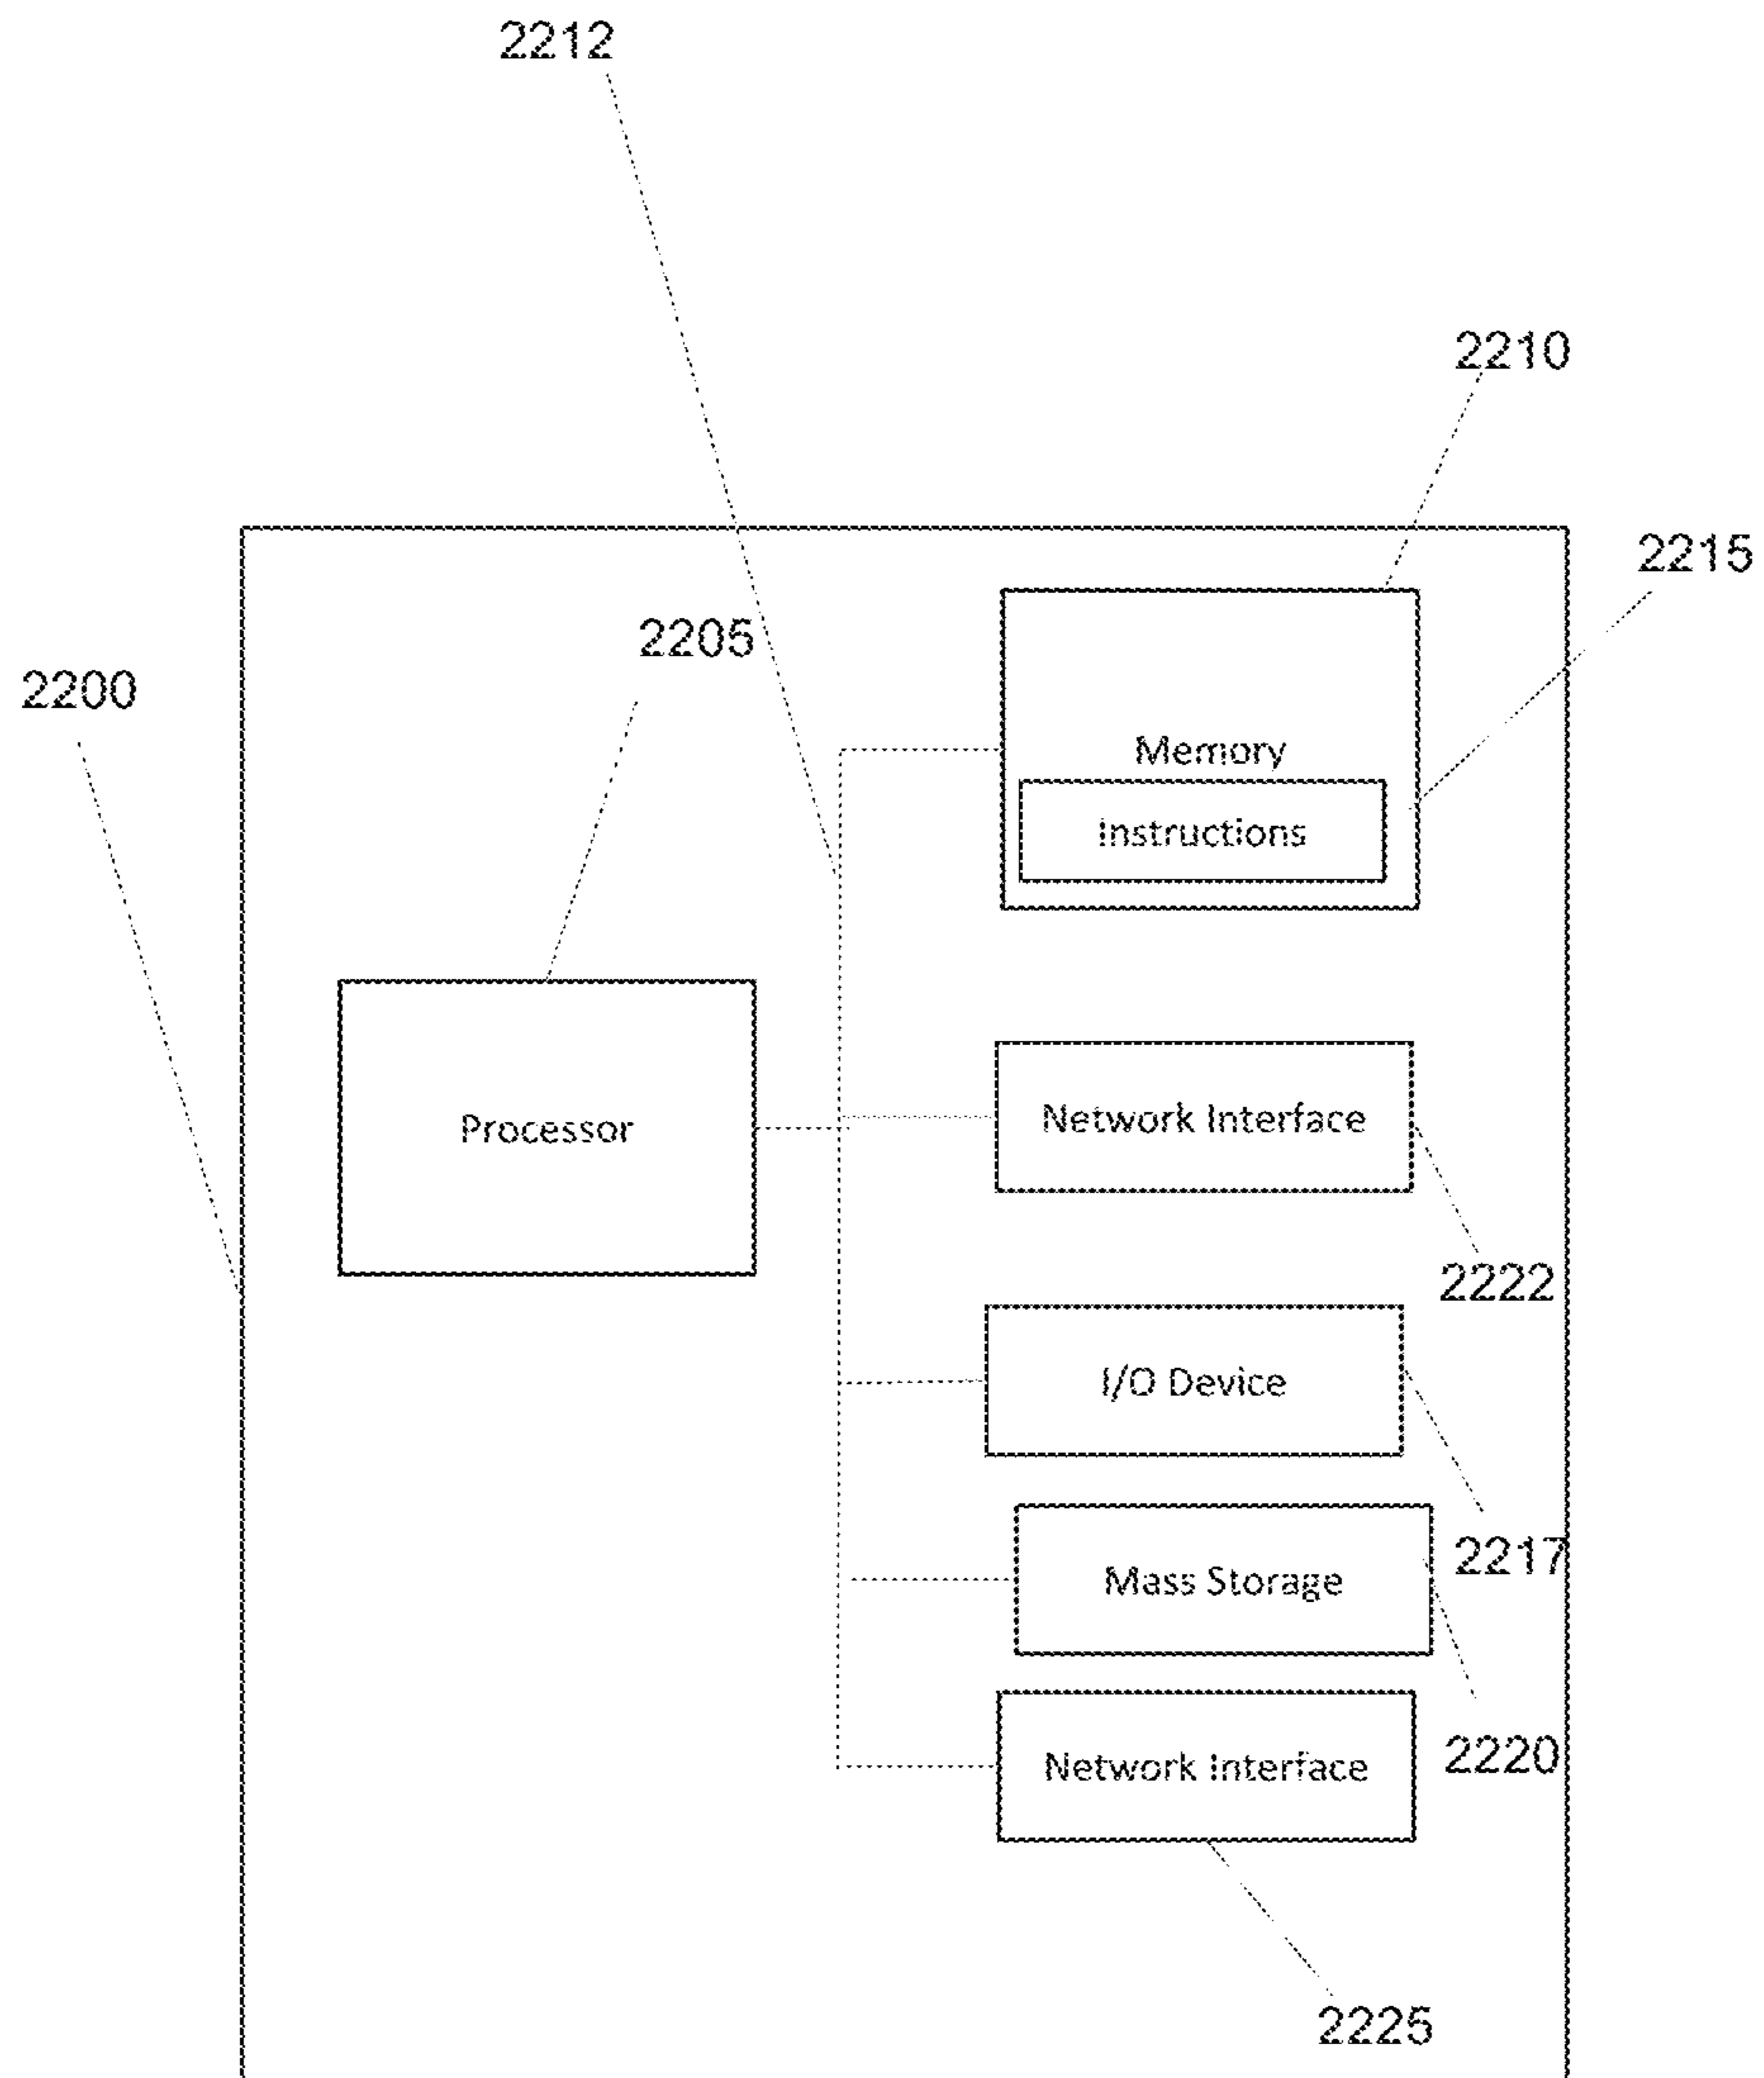 2212
2210
2215
2205
2200
Memory
Instructions
Processor
Network Interface
2222
I/O Device
2217
Mass Storage
2220
Network Interface
2225